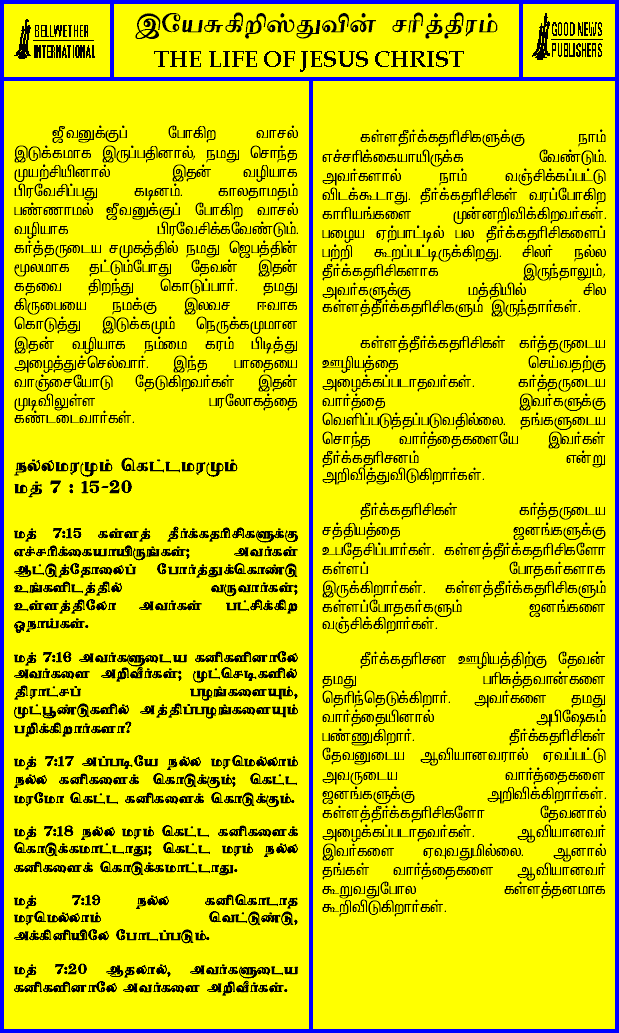 BELLWETHER
INTERNATIONAL
இயேசுகிறிஸ்துவின் சரித்திரம்
THE LIFE OF JESUS CHRIST
GOOD NEWS
PUBLISHERS
ஜீவனுக்குப் போகிற வாசல்
இடுக்கமாக இருப்பதினால், நமது சொந்த
முயற்சியினால் இதன் வழியாக
பிரவேசிப்பது கடினம். காலதாமதம்
பண்ணாமல் ஜீவனுக்குப் போகிற வாசல்
வழியாக பிரவேசிக்கவேண்டும்.
கர்த்தருடைய சமுகத்தில் நமது ஜெபத்தின்
மூலமாக தட்டும்போது தேவன் இதன்
கதவை திறந்து கொடுப்பார். தமது
கிருபையை நமக்கு இலவச ஈவாக
கொடுத்து இடுக்கமும் நெருக்கமுமான
இதன் வழியாக நம்மை கரம் பிடித்து
அழைத்துச்செல்வார். இந்த பாதையை
வாஞ்சையோடு தேடுகிறவர்கள் இதன்
முடிவிலுள்ள பரலோகத்தை
கண்டடைவார்கள்.
நல்லமரமும் கெட்டமரமும்
மத் 7 : 15-20
மத் 7:15 கள்ளத் தீர்க்கதரிசிகளுக்கு
எச்சரிக்கையாயிருங்கள்; அவர்கள்
ஆட்டுத்தோலைப் போர்த்துக்கொண்டு
உங்களிடத்தில் வருவார்கள்;
உள்ளத்திலோ அவர்கள் பட்சிக்கிற
ஓநாய்கள்.
மத் 7:16 அவர்களுடைய கனிகளினாலே
அவர்களை அறிவீர்கள்; முட்செடிகளில்
திராட்சப் பழங்களையும்,
முட்பூண்டுகளில் அத்திப்பழங்களையும்
பறிக்கிறார்களா?
மத் 7:17 அப்படியே நல்ல மரமெல்லாம்
நல்ல கனிகளைக் கொடுக்கும்; கெட்ட
மரமோ கெட்ட கனிகளைக் கொடுக்கும்.
மத் 7:18 நல்ல மரம் கெட்ட கனிகளைக்
கொடுக்கமாட்டாது; கெட்ட மரம் நல்ல
கனிகளைக் கொடுக்கமாட்டாது.
மத் 7:19 நல்ல கனிகொடாத
மரமெல்லாம் வெட்டுண்டு,
அக்கினியிலே போடப்படும்.
மத் 7:20 ஆதலால், அவர்களுடைய
கனிகளினாலே அவர்களை அறிவீர்கள்.
கள்ளதீர்க்கதரிசிகளுக்கு நாம்
எச்சரிக்கையாயிருக்க வேண்டும்.
அவர்களால் நாம் வஞ்சிக்கப்பட்டு
விடக்கூடாது. தீர்க்கதரிசிகள் வரப்போகிற
காரியங்களை முன்னறிவிக்கிறவர்கள்.
பழைய ஏற்பாட்டில் பல தீர்க்கதரிசிகளைப்
பற்றி கூறப்பட்டிருக்கிறது. சிலர் நல்ல
தீர்க்கதரிசிகளாக இருந்தாலும்,
அவர்களுக்கு மத்தியில் சில
கள்ளத்தீர்க்கதரிசிகளும் இருந்தார்கள்.
கள்ளத்தீர்க்கதரிசிகள் கர்த்தருடைய
ஊழியத்தை செய்வதற்கு
அழைக்கப்படாதவர்கள். கர்த்தருடைய
வார்த்தை இவர்களுக்கு
வெளிப்படுத்தப்படுவதில்லை. தங்களுடைய
சொந்த வார்த்தைகளையே இவர்கள்
தீர்க்கதரிசனம் என்று
அறிவித்துவிடுகிறார்கள்.
தீர்க்கதரிசிகள் கர்த்தருடைய
சத்தியத்தை ஜனங்களுக்கு
உபதேசிப்பார்கள். கள்ளத்தீர்க்கதரிசிகளோ
கள்ளப் போதகர்களாக
இருக்கிறார்கள். கள்ளத்தீர்க்கதரிசிகளும்
கள்ளப்போதகர்களும் ஜனங்களை
வஞ்சிக்கிறார்கள்.
தீர்க்கதரிசன ஊழியத்திற்கு தேவன்
தமது பரிசுத்தவான்களை
தெரிந்தெடுக்கிறார். அவர்களை தமது
வார்த்தையினால் அபிஷேகம்
பண்ணுகிறார். தீர்க்கதரிசிகள்
தேவனுடைய ஆவியானவரால் ஏவப்பட்டு
அவருடைய வார்த்தைகளை
ஜனங்களுக்கு அறிவிக்கிறார்கள்.
கள்ளத்தீர்க்கதரிசிகளோ தேவனால்
அழைக்கப்படாதவர்கள். ஆவியானவர்
இவர்களை ஏவுவதுமில்லை. ஆனால்
தங்கள் வார்த்தைகளை ஆவியானவர்
கூறுவதுபோல கள்ளத்தனமாக
கூறிவிடுகிறார்கள்.